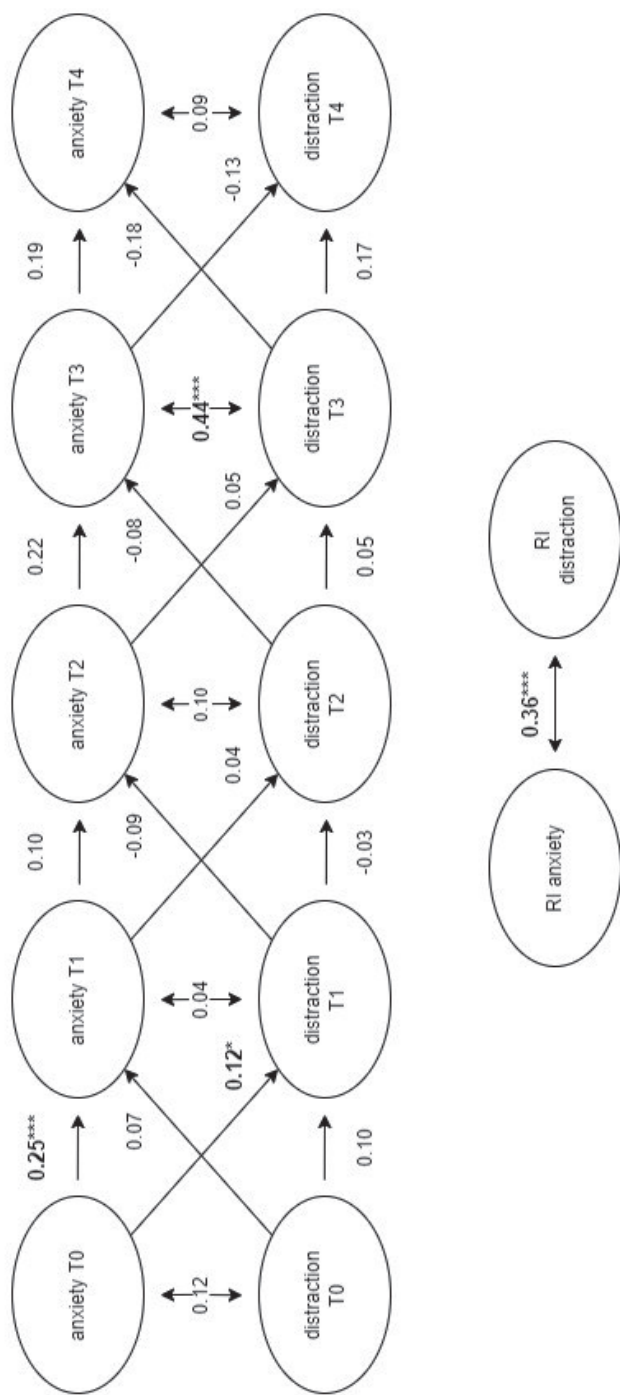 anxiety T0
0.25***
anxiety T1
0.10
anxiety T2
0.22
anxiety T3
0.19
anxiety T4
0.12
0.07
0.12*
0.04
-0.09
0.04
0.10
-0.08
0.05
0.44***
-0.18
-0.13
0.09
distraction
T0
0.10
distraction
T1
-0.03
distraction
T2
0.05
distraction
T3
0.17
distraction
T4
RI anxiety
0.36***
RI
distraction